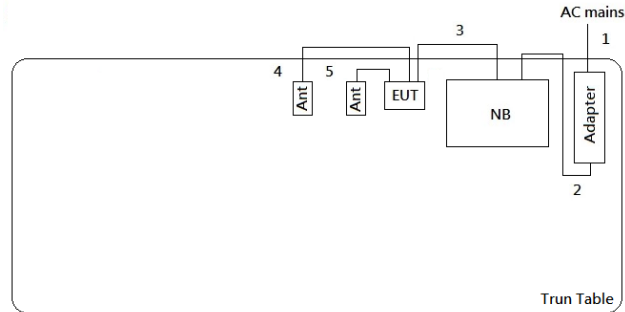 AC mains
1
3
4
5
Ant
Ant
EUT
NB
Adapter
2
Trun Table